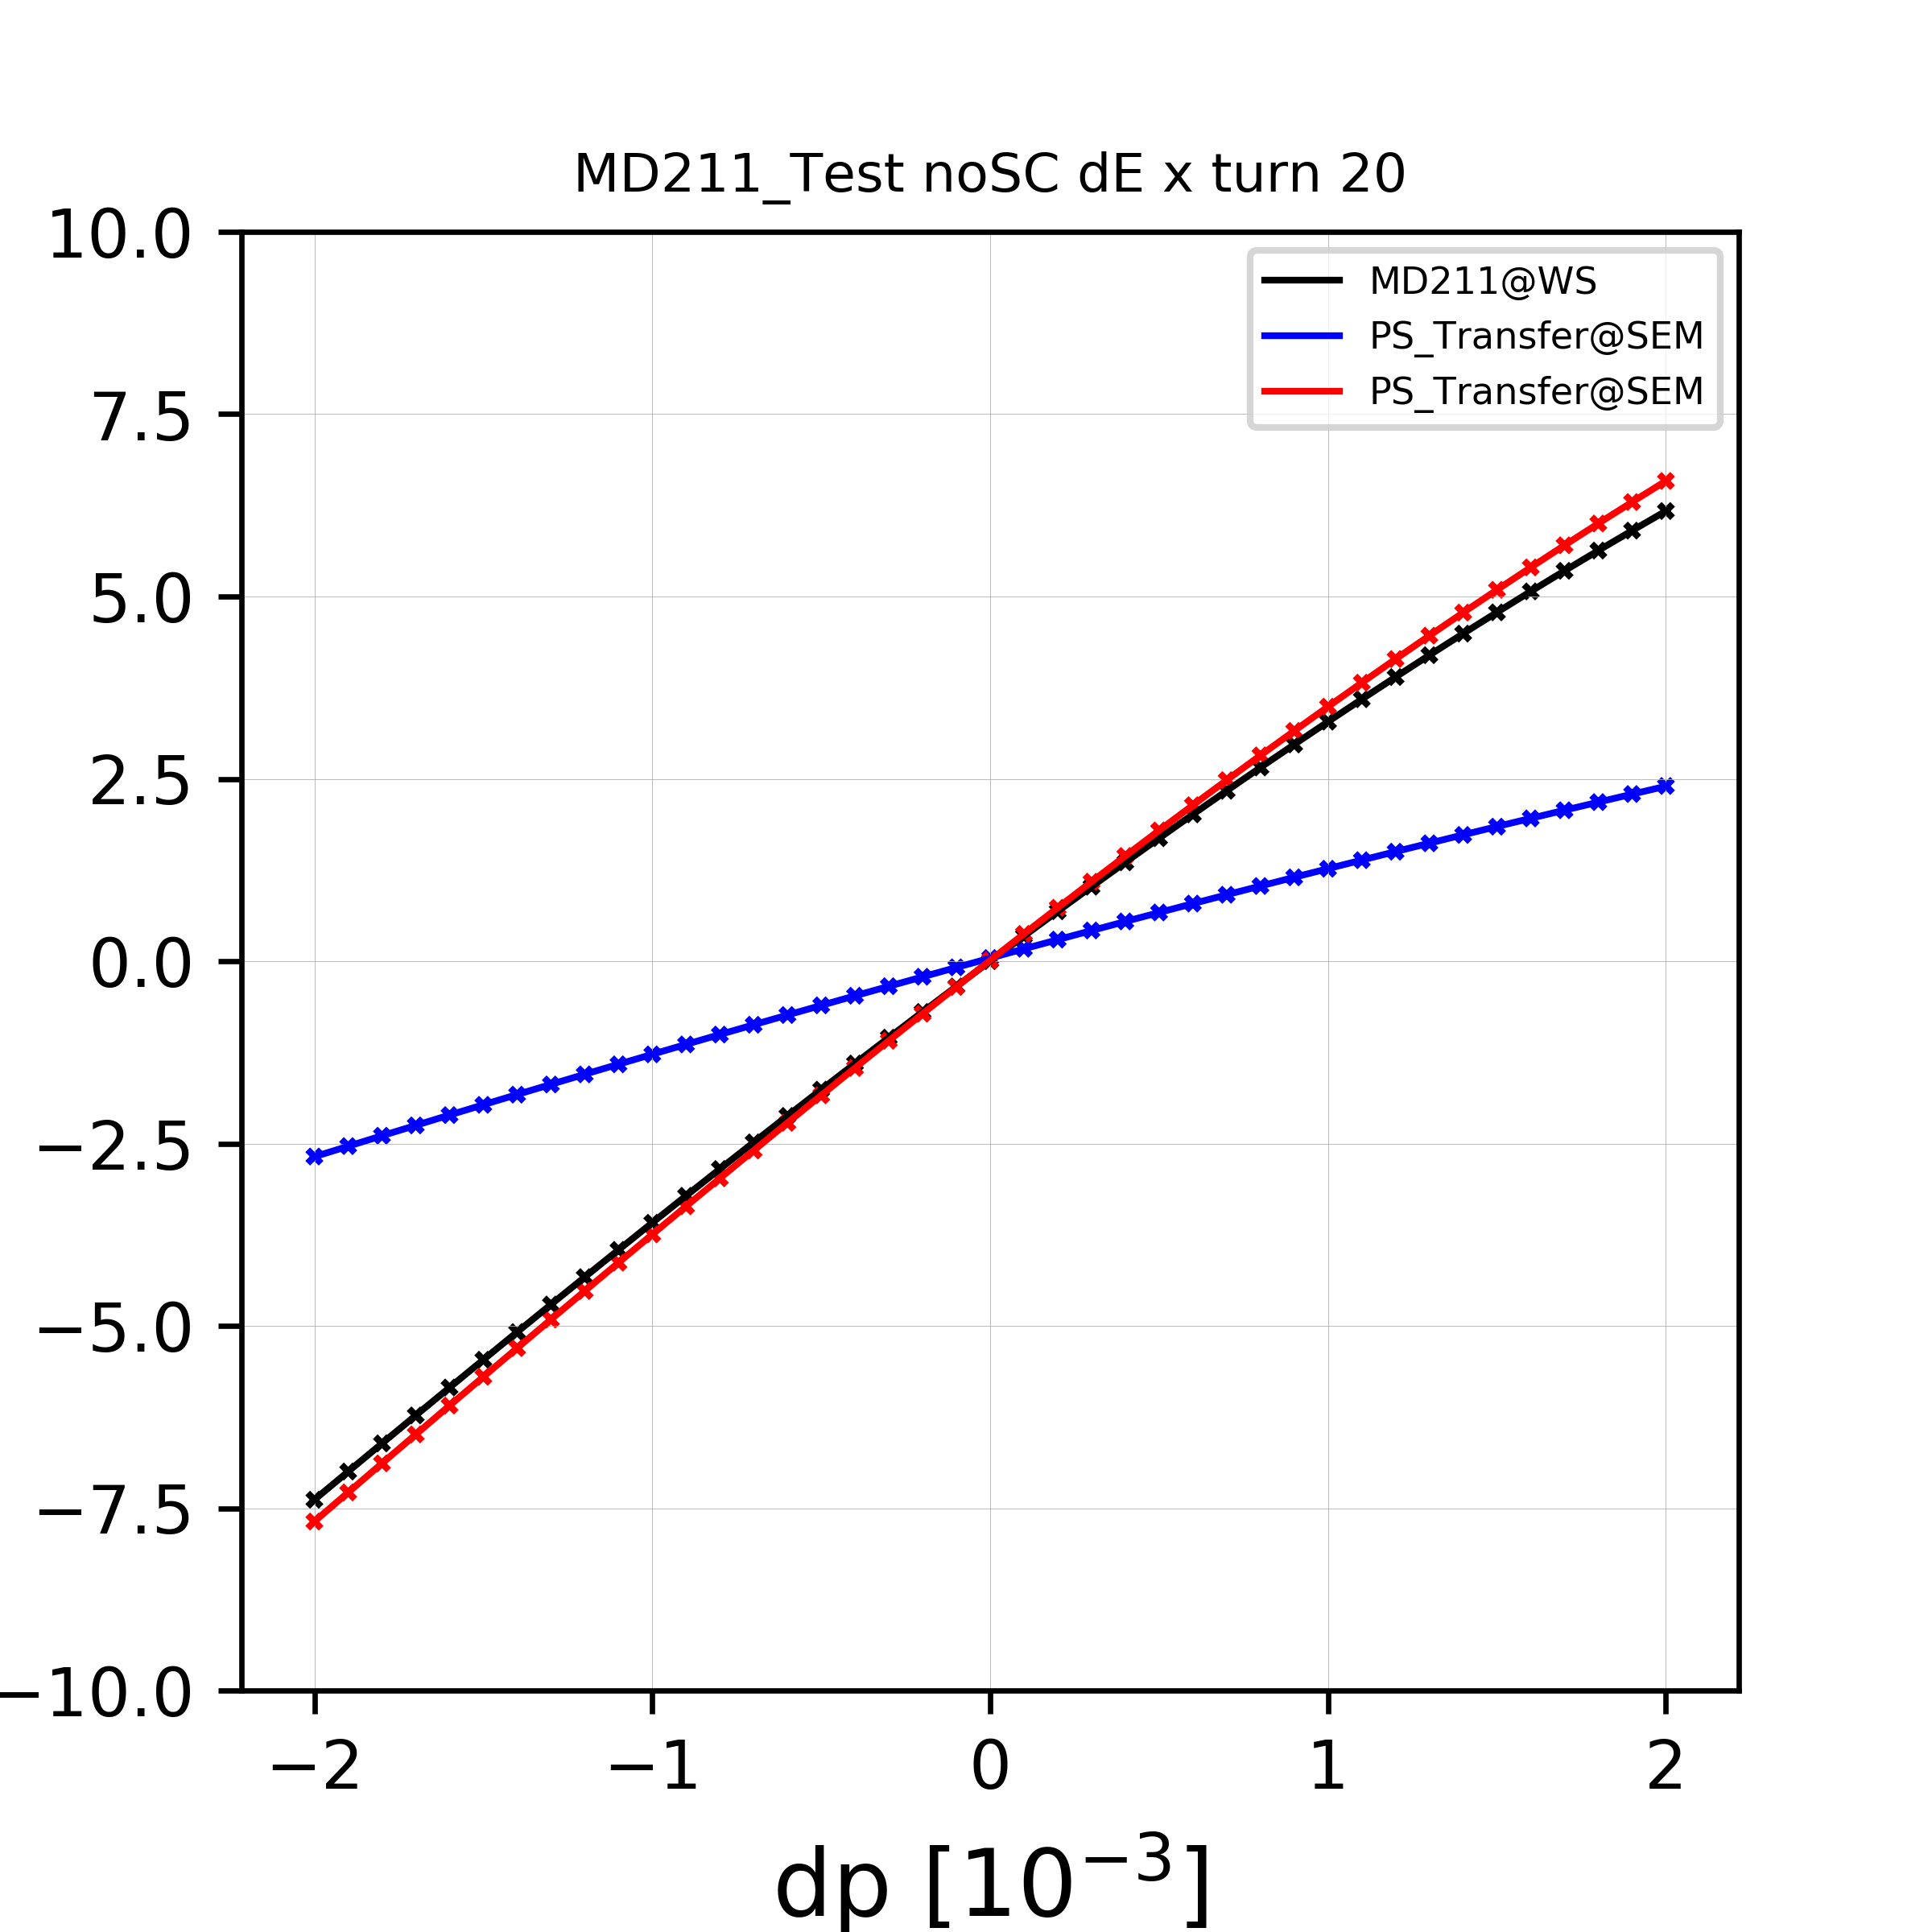 MD211_Test noSC dE x turn 20
10.0
7.5
5.0
2.5
0.0
−2.5
−5.0
−7.5
−10.0
MD211@WS
PS_Transfer@SEM
PS_Transfer@SEM
−2 −1 0 1 2
dp [10⁻³]